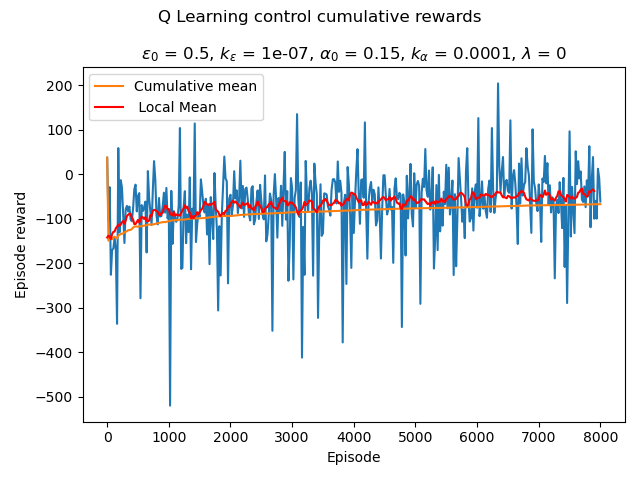 Q Learning control cumulative rewards
ε₀ = 0.5, kε = 1e-07, α₀ = 0.15, kα = 0.0001, λ = 0
Cumulative mean
Local Mean
Episode reward
200
100
0
−100
−200
−300
−400
−500
0 1000 2000 3000 4000 5000 6000 7000 8000
Episode